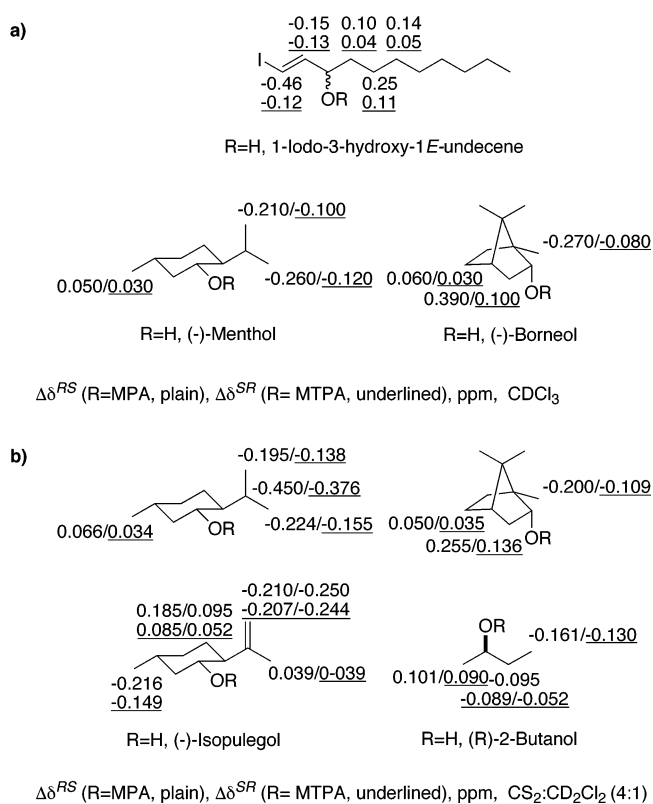 a)
-0.15 0.10 0.14
-0.13 0.04 0.05
I
-0.46 0.25
-0.12 OR 0.11
R=H, 1-Iodo-3-hydroxy-1E-undecene
-0.210/-0.100
-0.270/-0.080
0.050/0.030 OR -0.260/-0.120
0.060/0.030
0.390/0.100 OR
R=H, (-)-Menthol
R=H, (-)-Borneol
Δδ^RS (R=MPA, plain), Δδ^SR (R= MTPA, underlined), ppm, CDCl3
b)
-0.195/-0.138
-0.450/-0.376
-0.200/-0.109
0.066/0.034 OR -0.224/-0.155
0.050/0.035
0.255/0.136 OR
-0.210/-0.250
0.185/0.095 -0.207/-0.244
0.085/0.052
0.039/0-039
-0.216 OR
-0.149
OR
-0.161/-0.130
0.101/0.090 -0.095
-0.089/-0.052
R=H, (-)-Isopulegol
R=H, (R)-2-Butanol
Δδ^RS (R=MPA, plain), Δδ^SR (R= MTPA, underlined), ppm, CS2:CD2Cl2 (4:1)